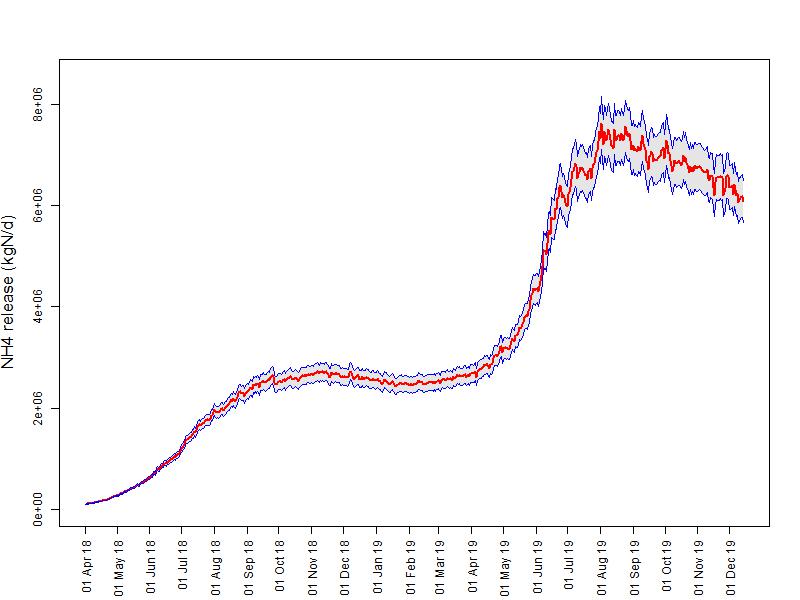 NH4 release (kgN/d)
8e+06
6e+06
4e+06
2e+06
0e+00
01 Apr 18
01 May 18
01 Jun 18
01 Jul 18
01 Aug 18
01 Sep 18
01 Oct 18
01 Nov 18
01 Dec 18
01 Jan 19
01 Feb 19
01 Mar 19
01 Apr 19
01 May 19
01 Jun 19
01 Jul 19
01 Aug 19
01 Sep 19
01 Oct 19
01 Nov 19
01 Dec 19